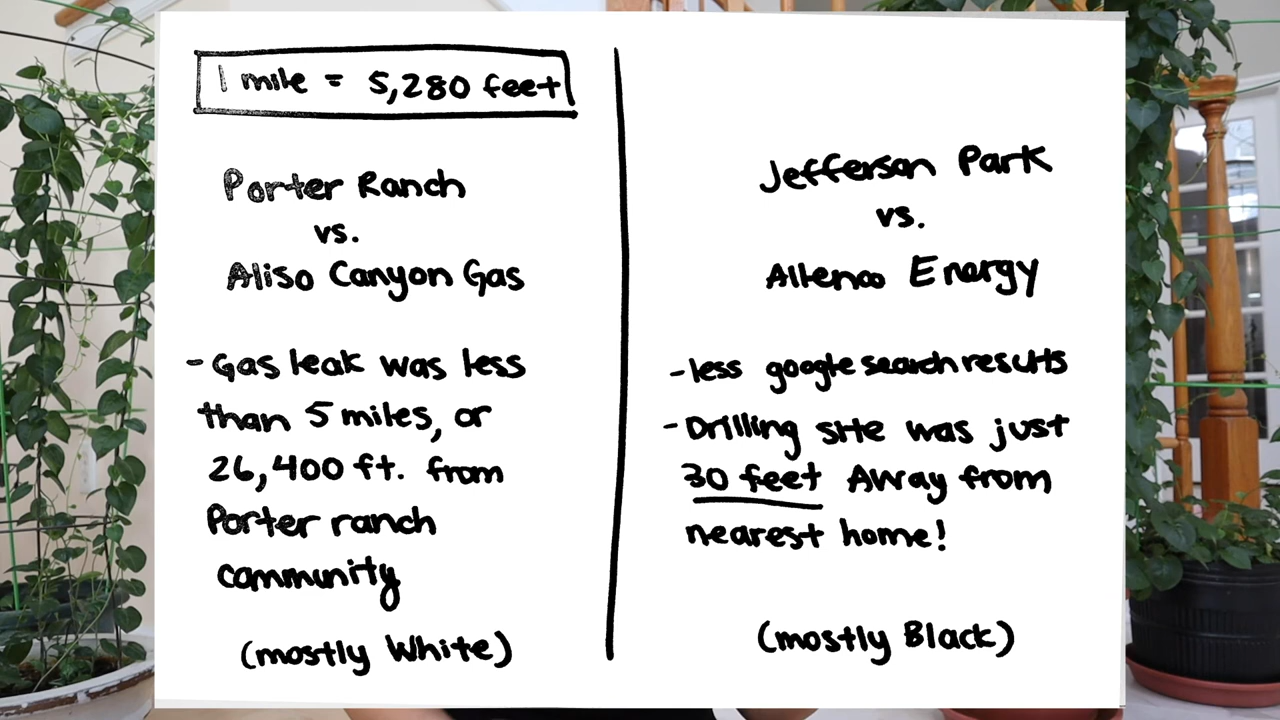 1 mile = 5,280 feet
Porter Ranch
vs.
Aliso Canyon Gas
- Gas leak was less
than 5 miles, or
26,400 ft. from
Porter ranch
community
(mostly White)
Jefferson Park
vs.
Allenco Energy
- less google search results
- Drilling site was just
30 feet Away from
nearest home!
(mostly Black)